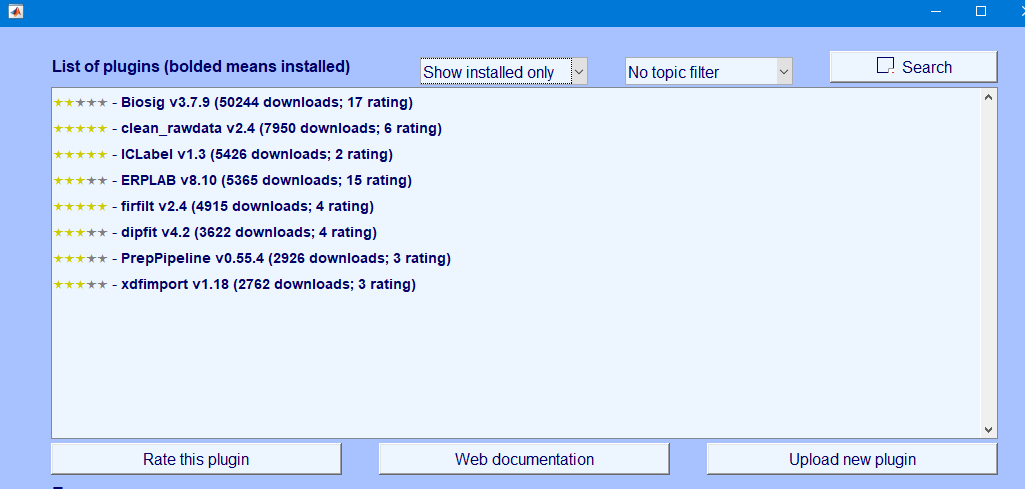 List of plugins (bolded means installed)
Show installed only
No topic filter
Search
★★★★★ - Biosig v3.7.9 (50244 downloads; 17 rating)
★★★★★ - clean_rawdata v2.4 (7950 downloads; 6 rating)
★★★★★ - ICLabel v1.3 (5426 downloads; 2 rating)
★★★★★ - ERPLAB v8.10 (5365 downloads; 15 rating)
★★★★★ - firfilt v2.4 (4915 downloads; 4 rating)
★★★★★ - dipfit v4.2 (3622 downloads; 4 rating)
★★★★★ - PrepPipeline v0.55.4 (2926 downloads; 3 rating)
★★★★★ - xdfimport v1.18 (2762 downloads; 3 rating)
Rate this plugin
Web documentation
Upload new plugin